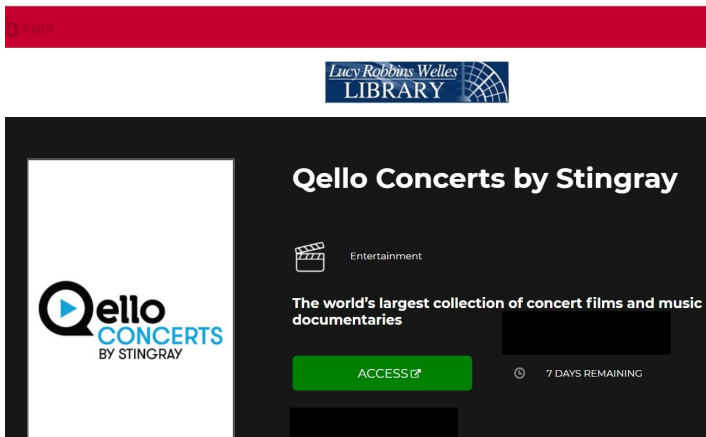 digital
Lucy Robbins Welles
LIBRARY
Qello Concerts by Stingray
Entertainment
The world's largest collection of concert films and music
documentaries
Qello
CONCERTS
BY STINGRAY
ACCESS
7 DAYS REMAINING